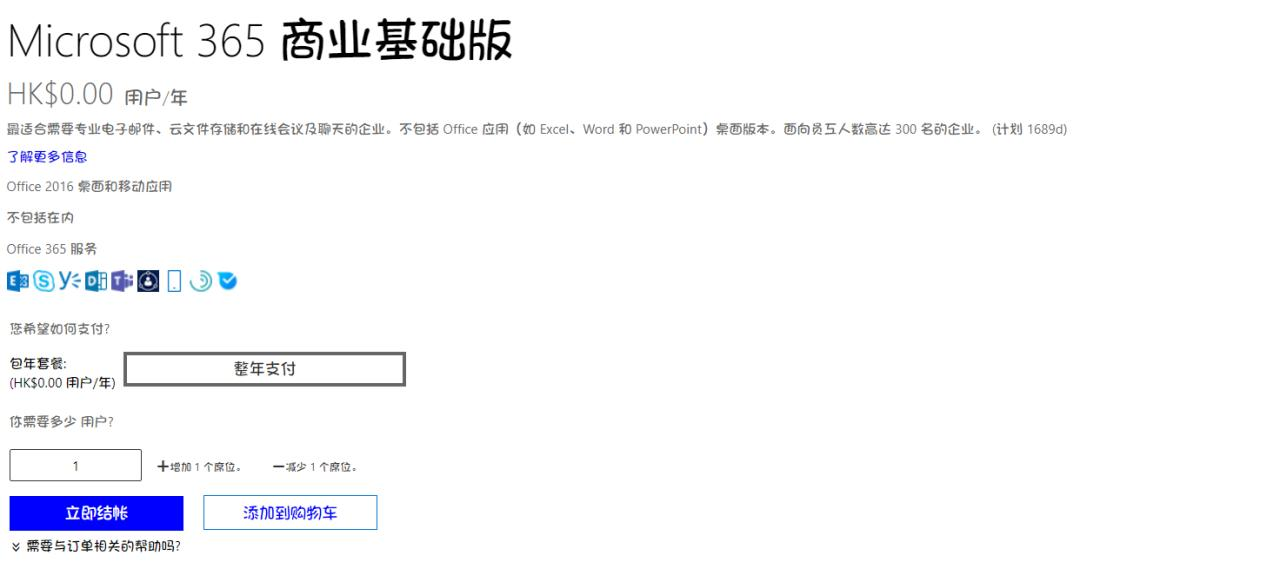 Microsoft 365 商业基础版
HK$0.00 用户/年
最适合需要专业电子邮件、云文件存储和在线会议及聊天的企业。不包括 Office 应用（如 Excel、Word 和 PowerPoint）桌面版本。面向员工人数高达 300 名的企业。 (计划 1689d)
了解更多信息
Office 2016 桌面和移动应用
不包括在内
Office 365 服务
您希望如何支付?
包年套餐:
(HK$0.00 用户/年)
整年支付
你需要多少 用户?
1
增加 1 个席位。
减少 1 个席位。
立即结帐
添加到购物车
需要与订单相关的帮助吗?